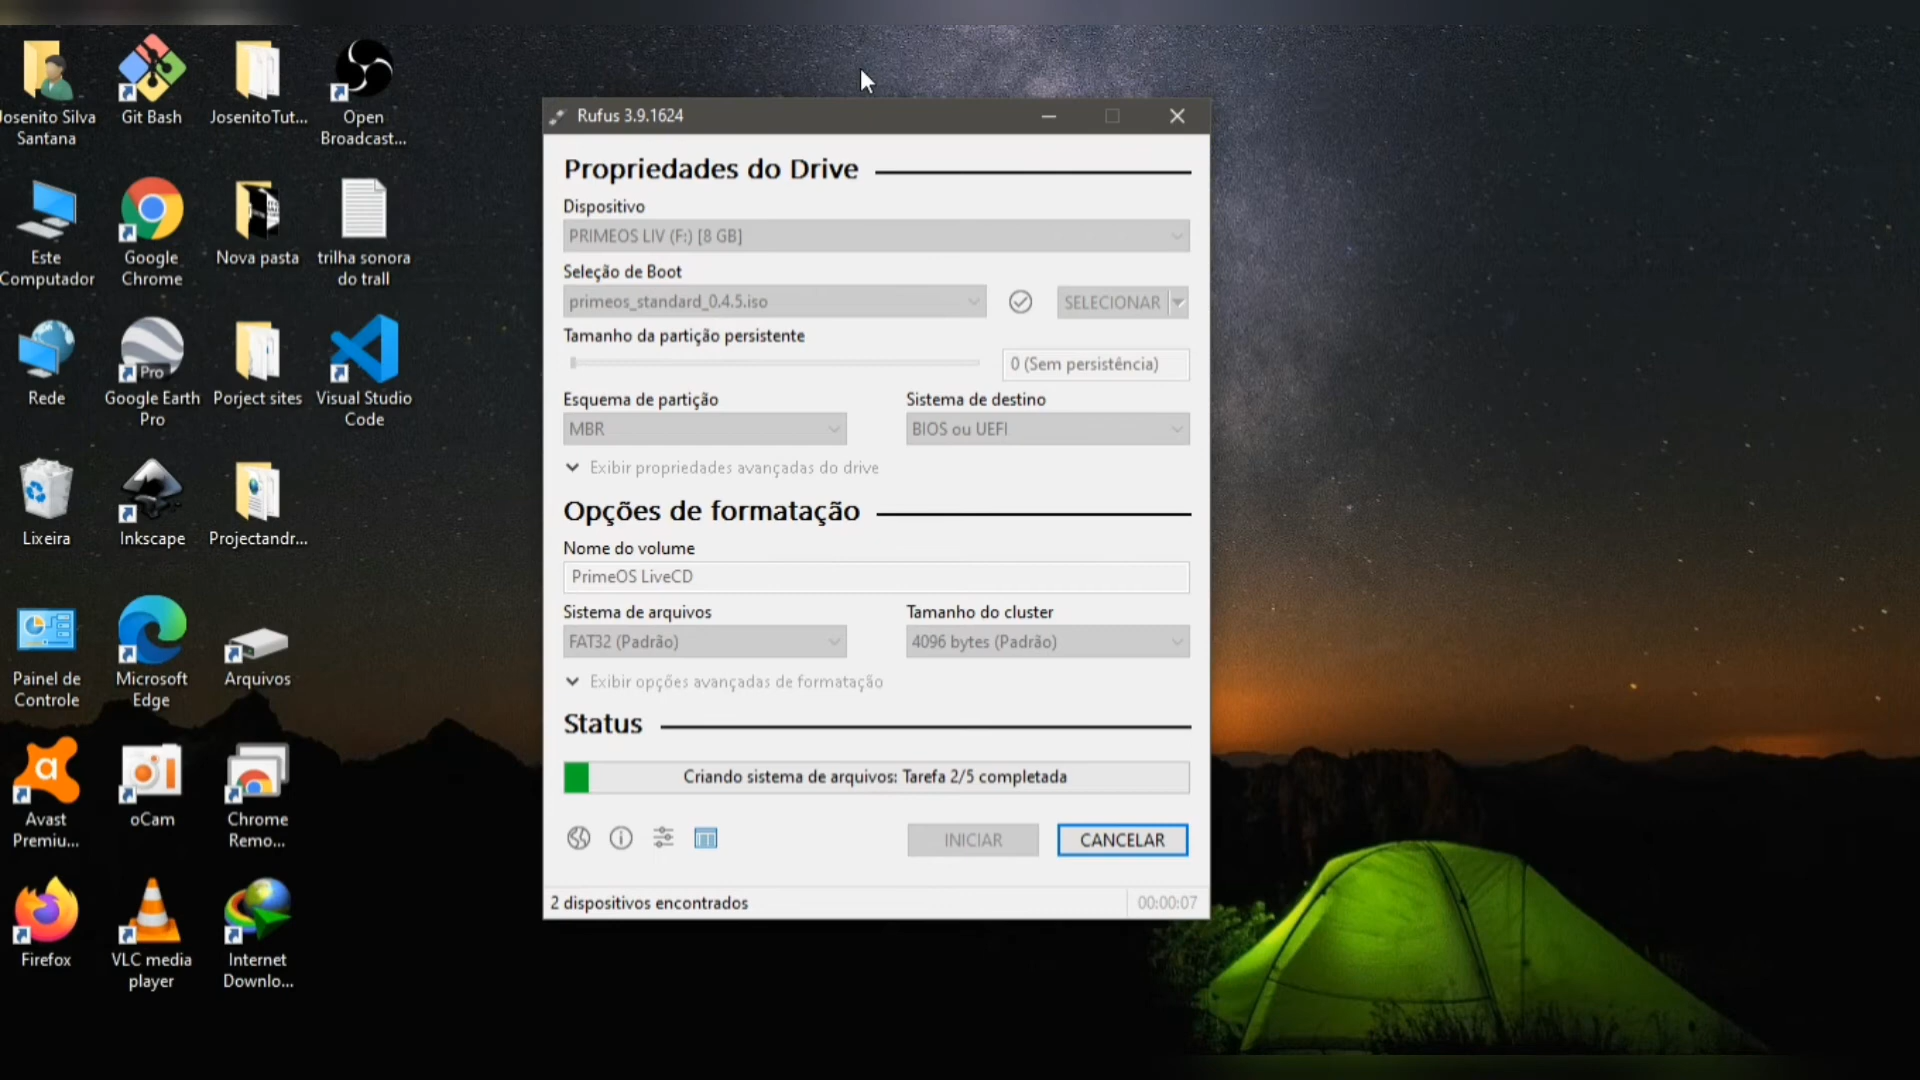 Josenito Silva
Santana
Git Bash
JosenitoTut...
Open
Broadcast...
Este
Computador
Google
Chrome
Nova pasta
trilha sonora
do trall
Rede
Pro
Google Earth
Pro
Porject sites
Visual Studio
Code
Lixeira
Inkscape
Projectandr...
Painel de
Controle
Microsoft
Edge
Arquivos
Avast
Premiu...
oCam
Chrome
Remo...
Firefox
VLC media
player
Internet
Downlo...
Rufus 3.9.1624
Propriedades do Drive
Dispositivo
PRIMEOS LIV (F:) [8 GB]
Seleção de Boot
primeos_standard_0.4.5.iso
SELECIONAR
Tamanho da partição persistente
0 (Sem persistência)
Esquema de partição
Sistema de destino
MBR
BIOS ou UEFI
Exibir propriedades avançadas do drive
Opções de formatação
Nome do volume
PrimeOS LiveCD
Sistema de arquivos
Tamanho do cluster
FAT32 (Padrão)
4096 bytes (Padrão)
Exibir opções avançadas de formatação
Status
Criando sistema de arquivos: Tarefa 2/5 completada
INICIAR
CANCELAR
2 dispositivos encontrados
00:00:07